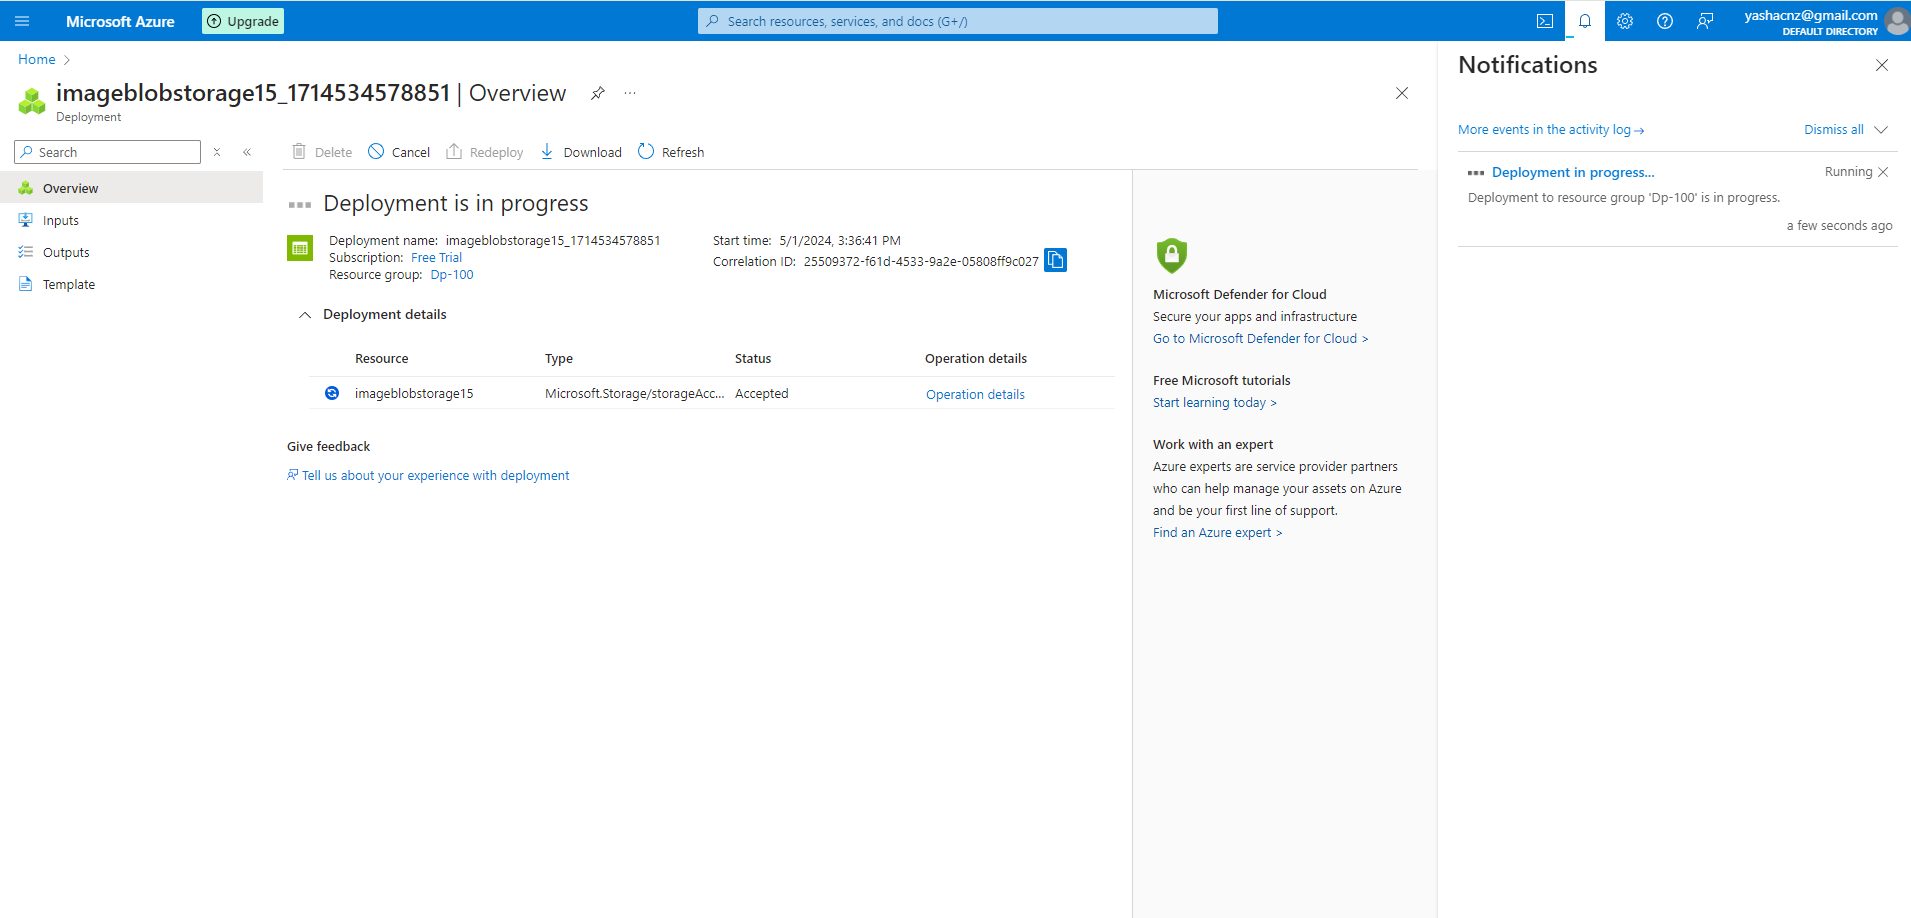 Microsoft Azure
Upgrade
Search resources, services, and docs (G+/)
yashacnz@gmail.com
DEFAULT DIRECTORY
Home
imageblobstorage15_1714534578851 | Overview
Deployment
Search
Overview
Inputs
Outputs
Template
Delete
Cancel
Redeploy
Download
Refresh
Deployment is in progress
Deployment name: imageblobstorage15_1714534578851
Subscription: Free Trial
Resource group: Dp-100
Start time: 5/1/2024, 3:36:41 PM
Correlation ID: 25509372-f61d-4533-9a2e-05808ff9c027
Deployment details
Resource Type Status Operation details
imageblobstorage15 Microsoft.Storage/storageAcc... Accepted Operation details
Give feedback
Tell us about your experience with deployment
Microsoft Defender for Cloud
Secure your apps and infrastructure
Go to Microsoft Defender for Cloud >
Free Microsoft tutorials
Start learning today >
Work with an expert
Azure experts are service provider partners
who can help manage your assets on Azure
and be your first line of support.
Find an Azure expert >
Notifications
More events in the activity log →
Dismiss all
Deployment in progress...
Running
Deployment to resource group 'Dp-100' is in progress.
a few seconds ago